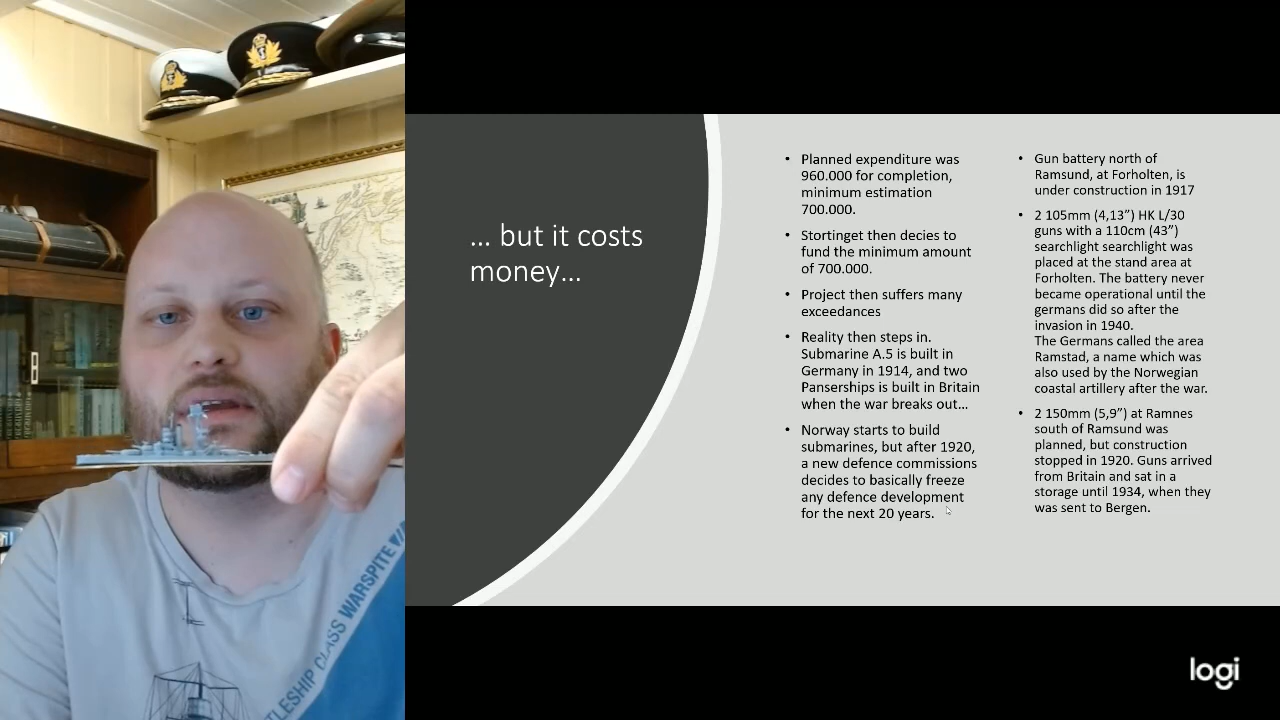 … but it costs
money…
• Planned expenditure was
960.000 for completion,
minimum estimation
700.000.
• Stortinget then decies to
fund the minimum amount
of 700.000.
• Project then suffers many
exceedances
• Reality then steps in.
Submarine A.5 is built in
Germany in 1914, and two
Panserships is built in Britain
when the war breaks out…
• Norway starts to build
submarines, but after 1920,
a new defence commissions
decides to basically freeze
any defence development
for the next 20 years.
• Gun battery north of
Ramsund, at Forholten, is
under construction in 1917
• 2 105mm (4,13”) HK L/30
guns with a 110cm (43”)
searchlight searchlight was
placed at the stand area at
Forholten. The battery never
became operational until the
germans did so after the
invasion in 1940.
The Germans called the area
Ramstad, a name which was
also used by the Norwegian
coastal artillery after the war.
• 2 150mm (5,9”) at Ramnes
south of Ramsund was
planned, but construction
stopped in 1920. Guns arrived
from Britain and sat in a
storage until 1934, when they
was sent to Bergen.
TLESHIP CLASS WARSPITE
logi